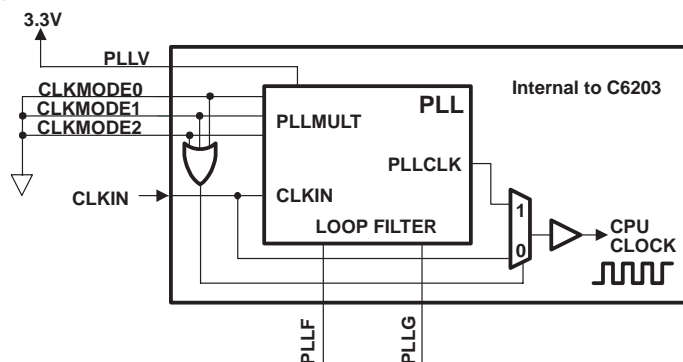 3.3V
PLLV
CLKMODE0
CLKMODE1
CLKMODE2
PLLMULT
PLL
Internal to C6203
PLLCLK
CLKIN
CLKIN
LOOP FILTER
1
0
CPU
CLOCK
PLLF
PLLG